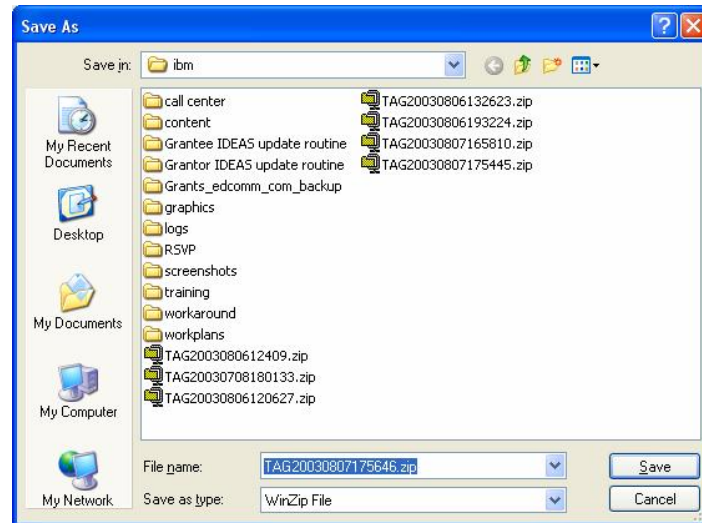 Save As
Save in:
ibm
My Recent
Documents
Desktop
My Documents
My Computer
My Network
call center
content
Grantee IDEAS update routine
Grantor IDEAS update routine
Grants_edcomm_com_backup
graphics
logs
RSVP
screenshots
training
workaround
workplans
TAG2003080612409.zip
TAG20030708180133.zip
TAG20030806120627.zip
TAG20030806132623.zip
TAG20030806193224.zip
TAG20030807165810.zip
TAG20030807175445.zip
File name:
TAG20030807175646.zip
Save
Save as type:
WinZip File
Cancel